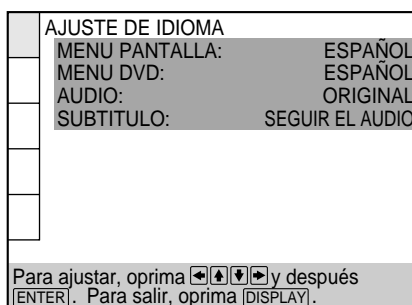 AJUSTE DE IDIOMA
MENU PANTALLA: ESPAÑOL
MENU DVD: ESPAÑOL
AUDIO: ORIGINAL
SUBTITULO: SEGUIR EL AUDIO
Para ajustar, oprima ←↑↓→ y después
ENTER. Para salir, oprima DISPLAY.